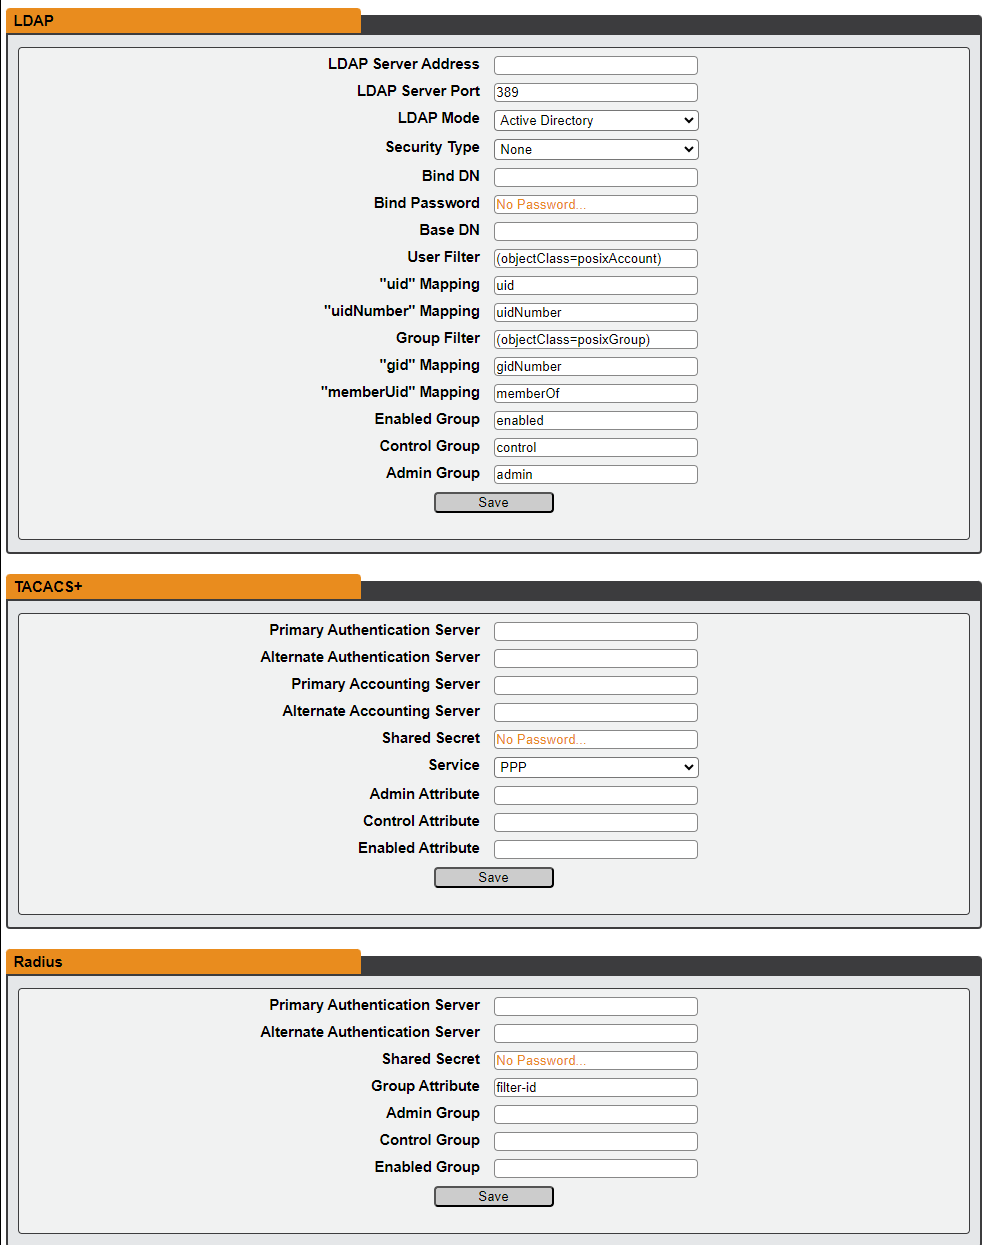 LDAP
LDAP Server Address
LDAP Server Port 389
LDAP Mode Active Directory
Security Type None
Bind DN
Bind Password No Password...
Base DN
User Filter (objectClass=posixAccount)
"uid" Mapping uid
"uidNumber" Mapping uidNumber
Group Filter (objectClass=posixGroup)
"gid" Mapping gidNumber
"memberUid" Mapping memberOf
Enabled Group enabled
Control Group control
Admin Group admin
Save
TACACS+
Primary Authentication Server
Alternate Authentication Server
Primary Accounting Server
Alternate Accounting Server
Shared Secret No Password...
Service PPP
Admin Attribute
Control Attribute
Enabled Attribute
Save
Radius
Primary Authentication Server
Alternate Authentication Server
Shared Secret No Password...
Group Attribute filter-id
Admin Group
Control Group
Enabled Group
Save